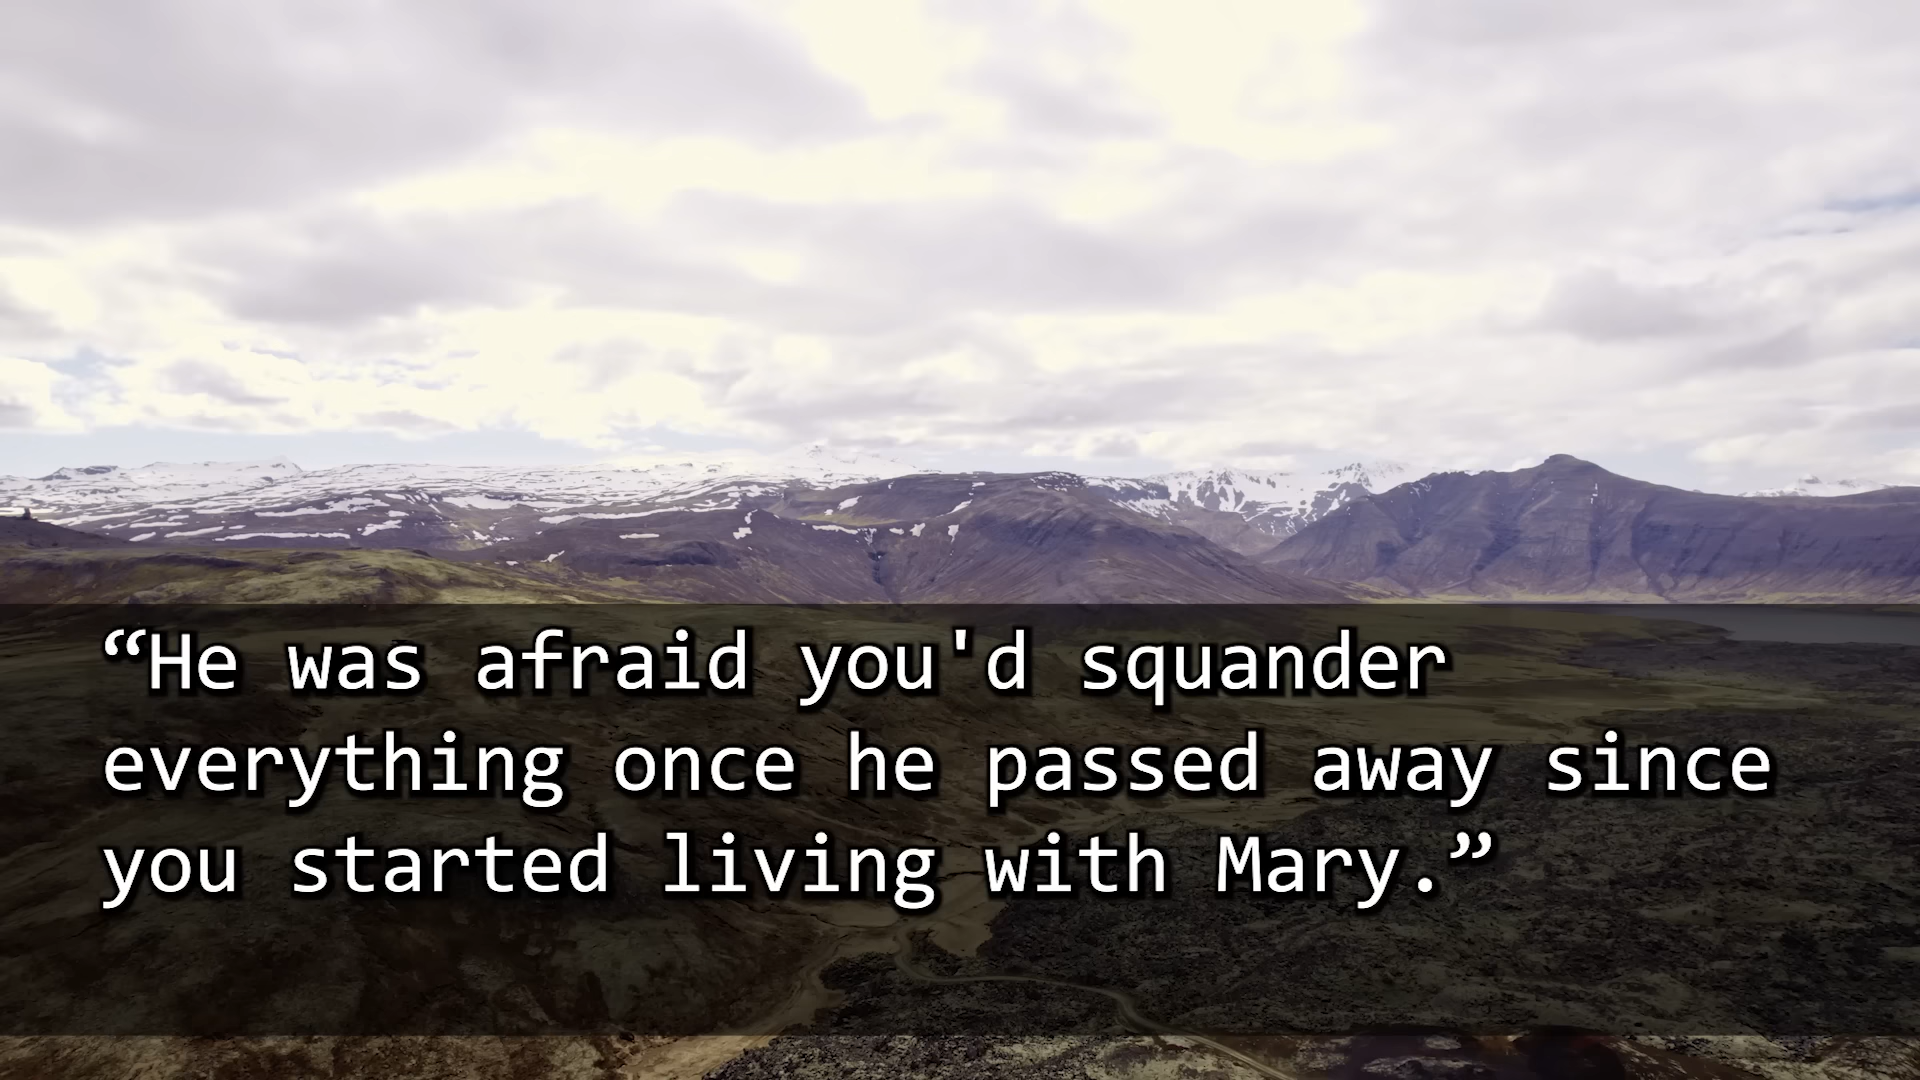 “He was afraid you'd squander
everything once he passed away since
you started living with Mary.”